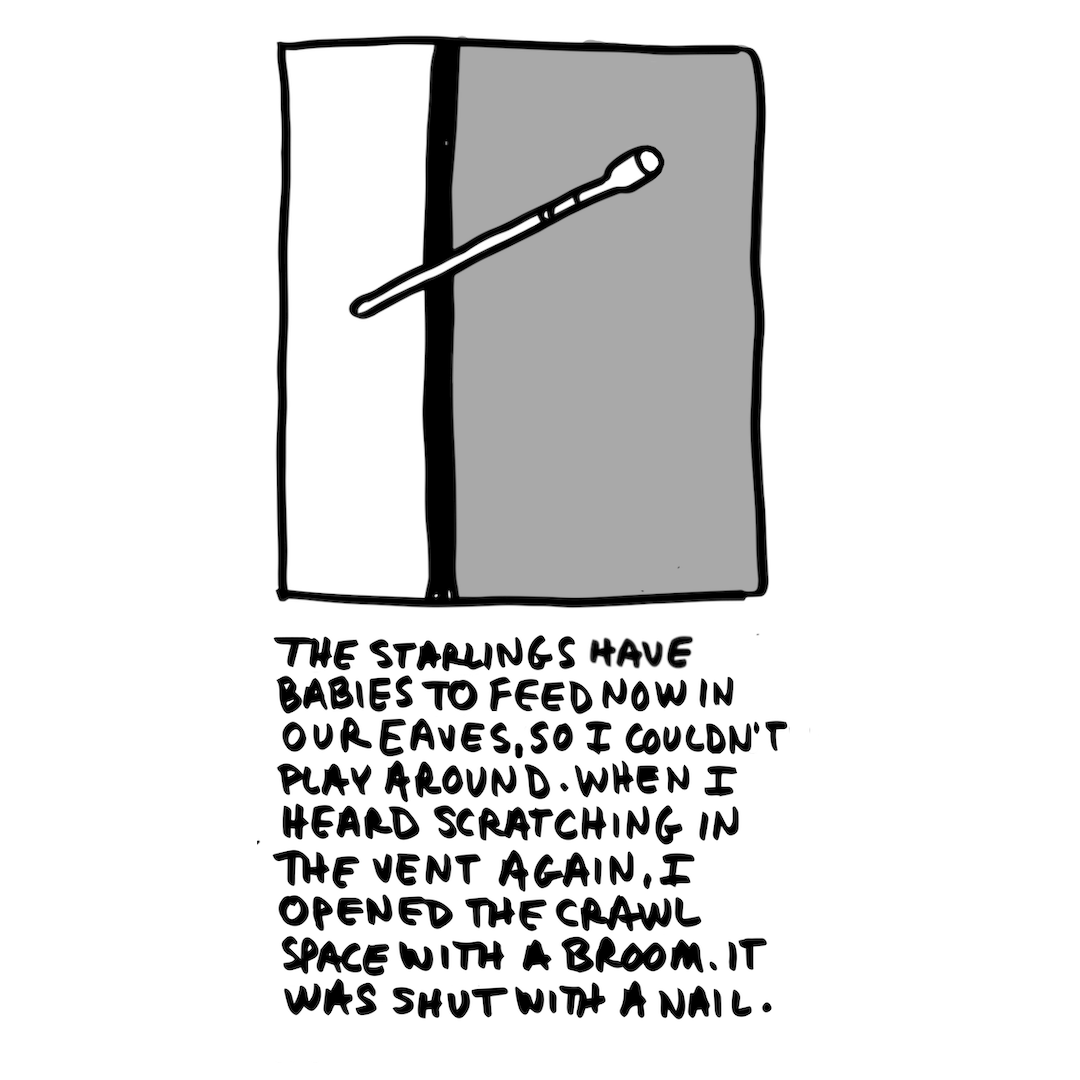 THE STARLINGS HAVE
BABIES TO FEED NOW IN
OUR EAVES, SO I COULDN'T
PLAY AROUND. WHEN I
HEARD SCRATCHING IN
THE VENT AGAIN, I
OPENED THE CRAWL
SPACE WITH A BROOM. IT
WAS SHUT WITH A NAIL.